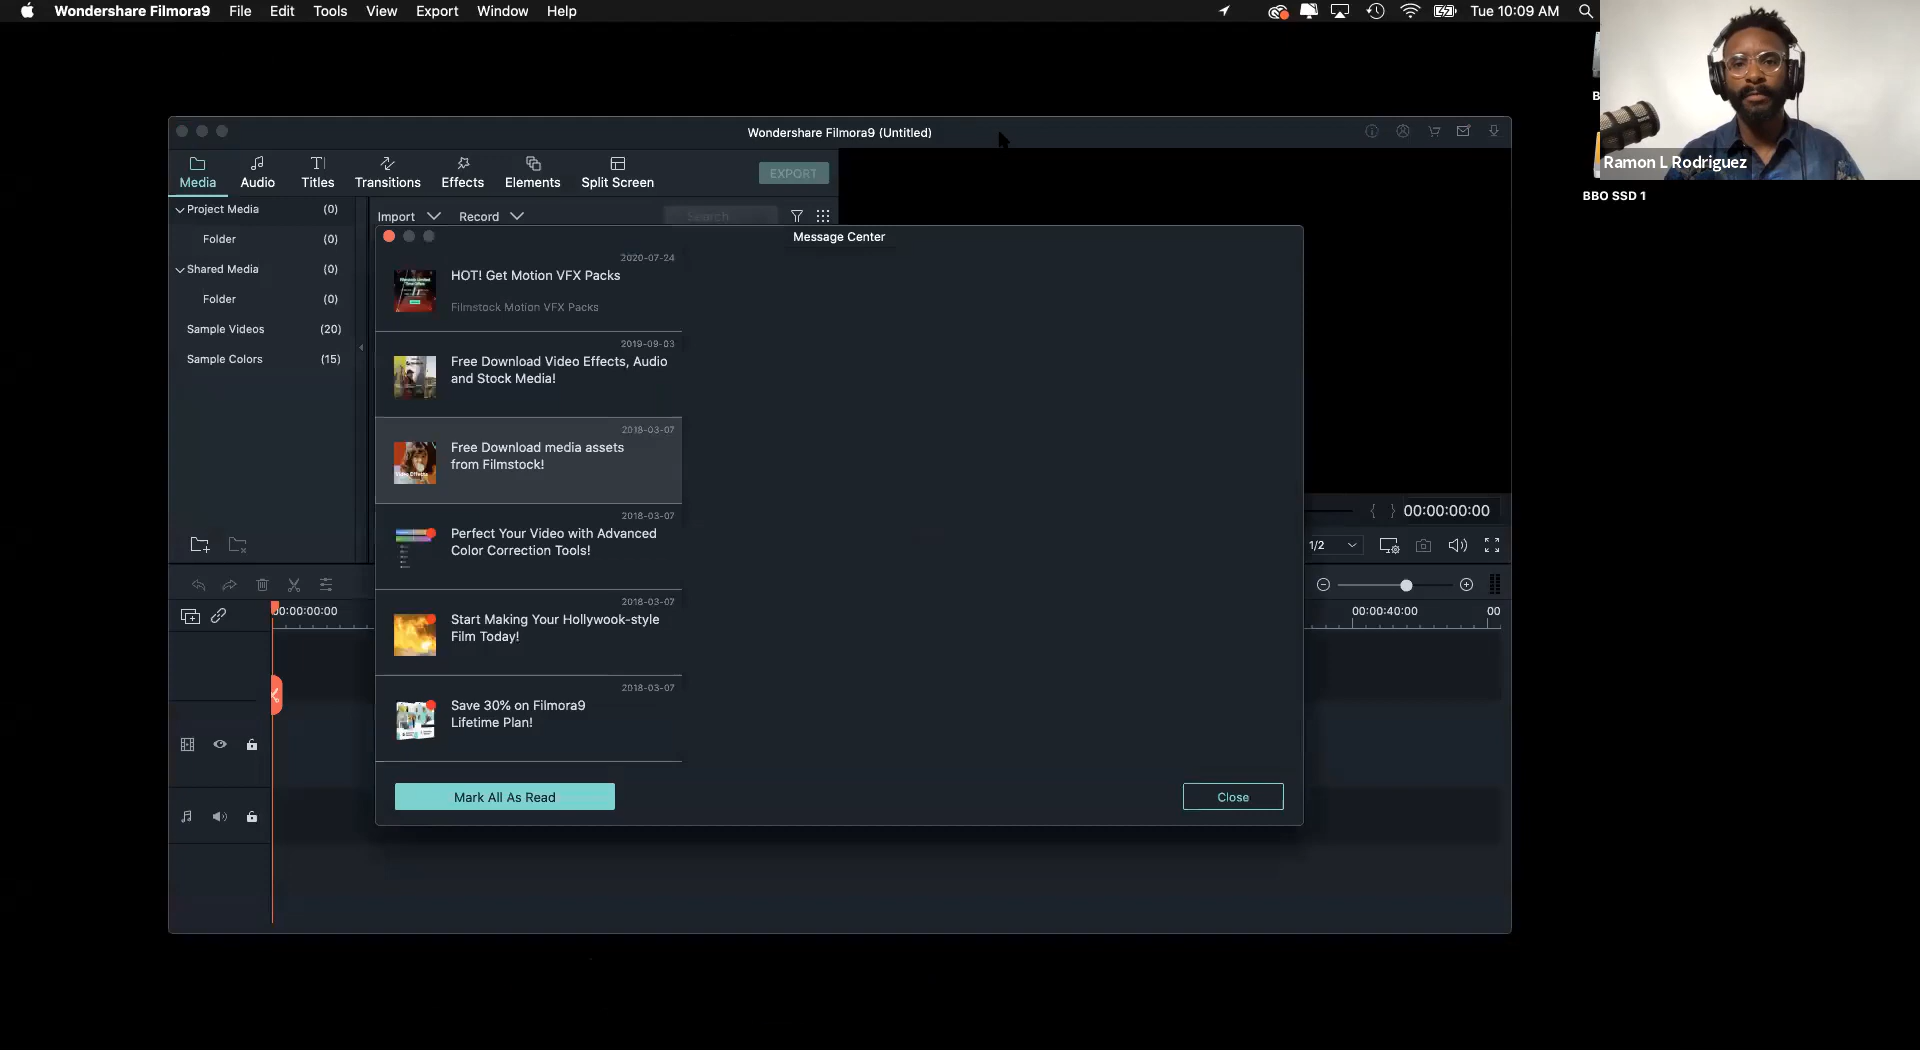 Wondershare Filmora9 File Edit Tools View Export Window Help
Tue 10:09 AM
Ramon L Rodriguez
BBO SSD 1
Wondershare Filmora9 (Untitled)
Media Audio Titles Transitions Effects Elements Split Screen
EXPORT
Import Record
Search
Project Media (0)
Folder (0)
Shared Media (0)
Folder (0)
Sample Videos (20)
Sample Colors (15)
Message Center
2020-07-24
HOT! Get Motion VFX Packs
Filmstock Motion VFX Packs
2019-09-03
Free Download Video Effects, Audio
and Stock Media!
2018-03-07
Free Download media assets
from Filmstock!
2018-03-07
Perfect Your Video with Advanced
Color Correction Tools!
2018-03-07
Start Making Your Hollywook-style
Film Today!
2018-03-07
Save 30% on Filmora9
Lifetime Plan!
Mark All As Read
Close
{ } 00:00:00:00
1/2
00:00:00:00
00:00:40:00
00